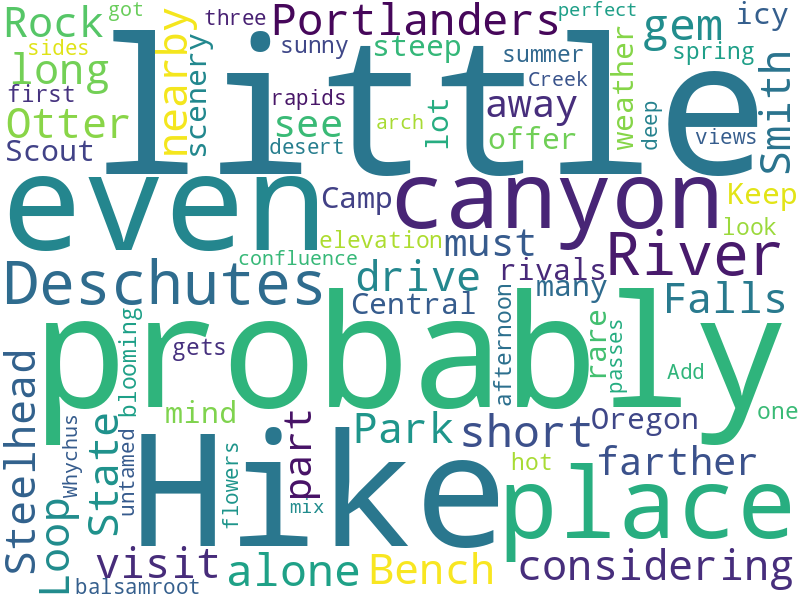 got
three
Portlanders
perfect
icy
Rock
sides
nearby
scenery
sunny
steep
summer
gem
spring
long
first
little
rapids
Creek
weather
deep
Smith
Otter
see
arch
lot
away
Scout
desert
offer
views
even
Camp
canyon
Keep
look
elevation
must
River
confluence
Deschutes
drive
rivals
many
Central
afternoon
Falls
probably
blooming
gets
rare
passes
Add
Steelhead
mind
one
Whychus
untamed
State
part
Park
short
Oregon
Hike
flowers
hot
farther
mix
place
Loop
visit
alone
Bench
considering
balsamroot